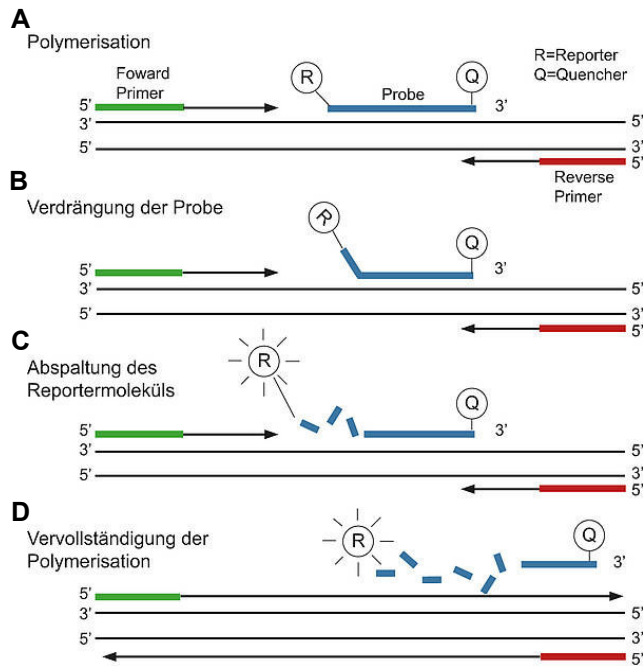 A
Polymerisation
R=Reporter
Q=Quencher
Foward
Primer
R
Probe
Q
5’
3’
3’
5’
5’
3’
5’
Reverse
Primer
B
Verdrängung der Probe
R
Q
5’
3’
3’
5’
5’
3’
5’
C
Abspaltung des
Reportermoleküls
R
Q
5’
3’
3’
5’
5’
3’
5’
D
Vervollständigung der
Polymerisation
R
Q
3’
5’
3’
5’
5’
3’
5’